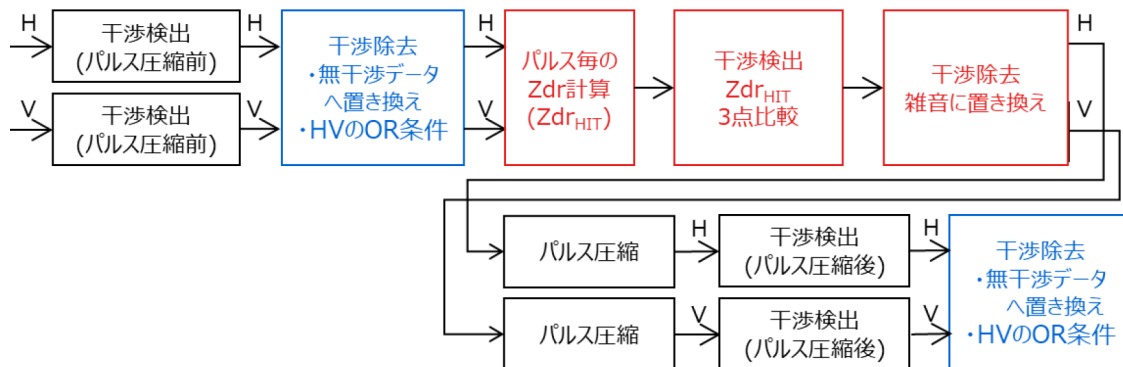 H
干渉検出
(パルス圧縮前)
H
V
干渉検出
(パルス圧縮前)
V
干渉除去
・無干渉データ
へ置き換え
・HVのOR条件
H
V
パルス毎の
Zdr計算
(ZdrHIT)
干渉検出
ZdrHIT
3点比較
干渉除去
雑音に置き換え
H
V
パルス圧縮
H
干渉検出
(パルス圧縮後)
H
パルス圧縮
V
干渉検出
(パルス圧縮後)
V
干渉除去
・無干渉データ
へ置き換え
・HVのOR条件